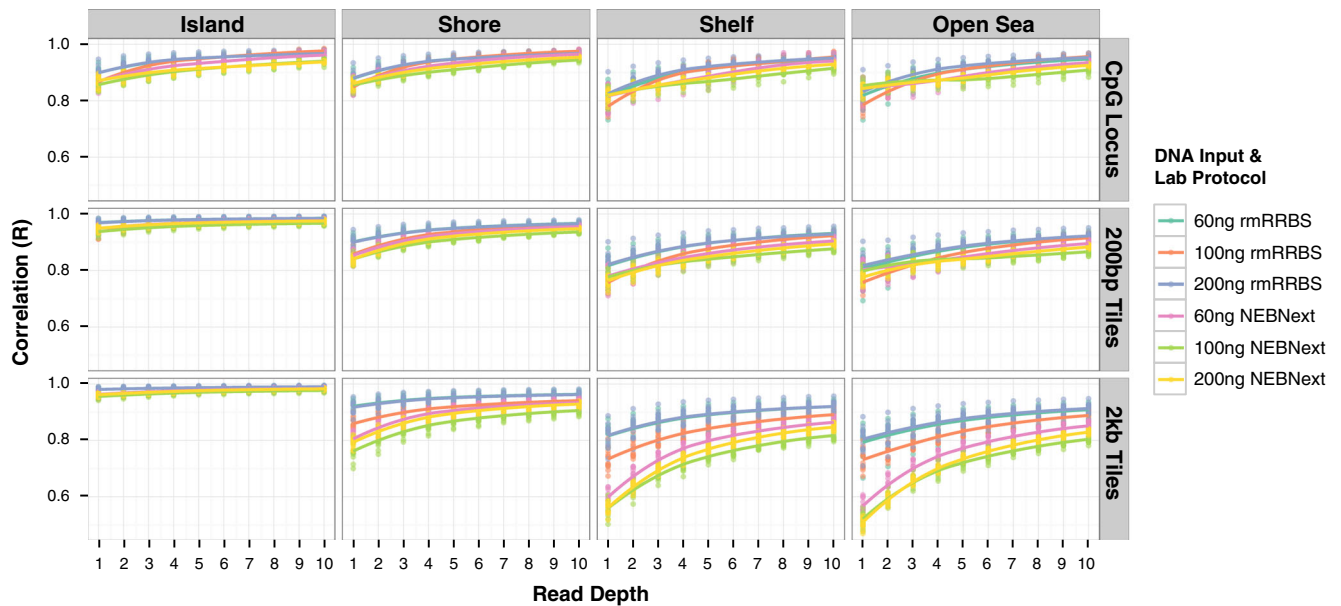 Island Shore Shelf Open Sea
1.0
0.8
0.6
CpG Locus
1.0
0.8
0.6
200bp Tiles
1.0
0.8
0.6
2kb Tiles
Correlation (R)
1 2 3 4 5 6 7 8 9 10 1 2 3 4 5 6 7 8 9 10 1 2 3 4 5 6 7 8 9 10 1 2 3 4 5 6 7 8 9 10
Read Depth
DNA Input &
Lab Protocol
60ng rmRRBS
100ng rmRRBS
200ng rmRRBS
60ng NEBNext
100ng NEBNext
200ng NEBNext